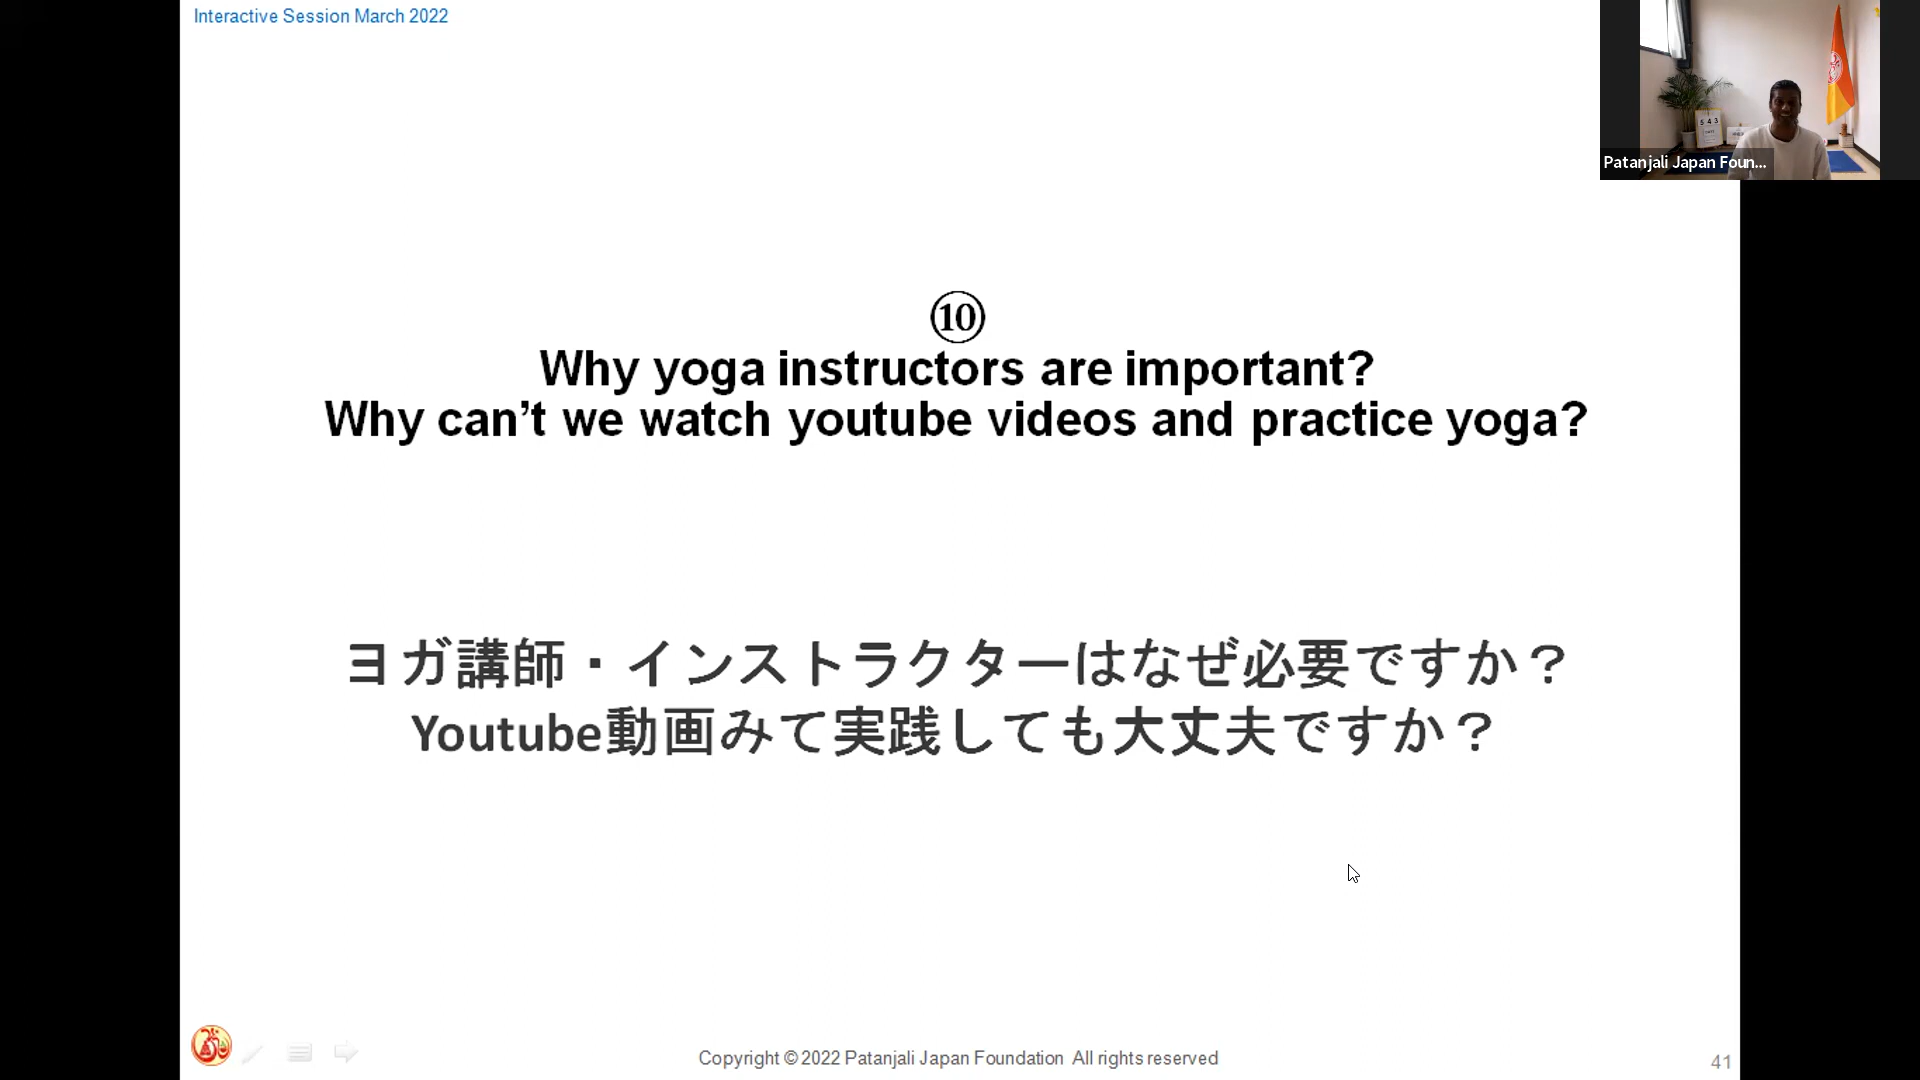 Interactive Session March 2022
Patanjali Japan Foun...
5 4 3
⑩
Why yoga instructors are important?
Why can’t we watch youtube videos and practice yoga?
ヨガ講師・インストラクターはなぜ必要ですか？
Youtube動画みて実践しても大丈夫ですか？
Copyright © 2022 Patanjali Japan Foundation All rights reserved
41